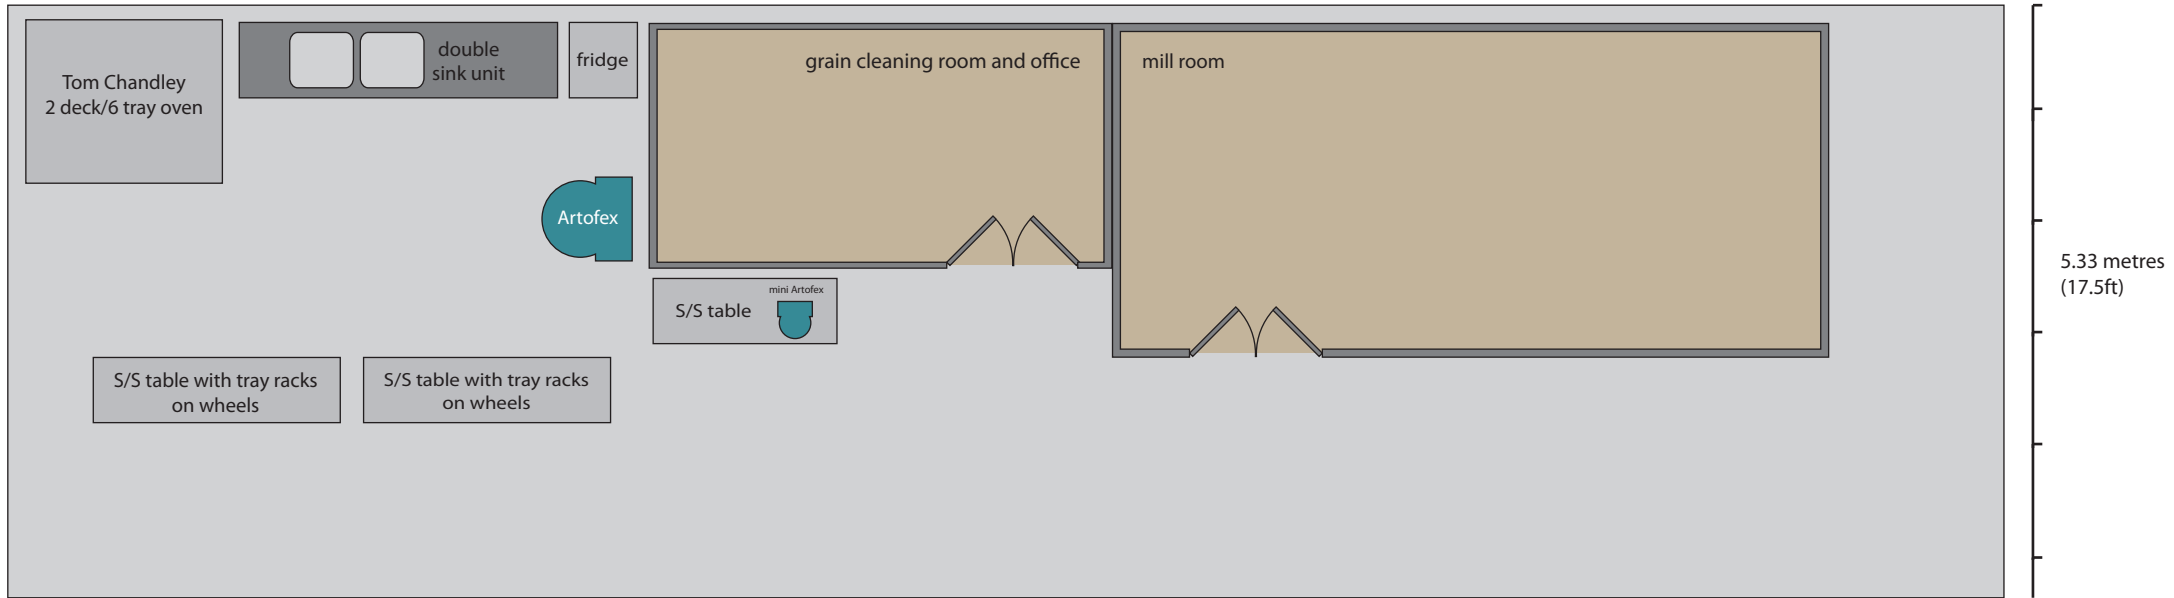 Tom Chandley
2 deck/6 tray oven
double
sink unit
fridge
grain cleaning room and office
mill room
Artofex
S/S table
mini Artofex
S/S table with tray racks
on wheels
S/S table with tray racks
on wheels
5.33 metres
(17.5ft)